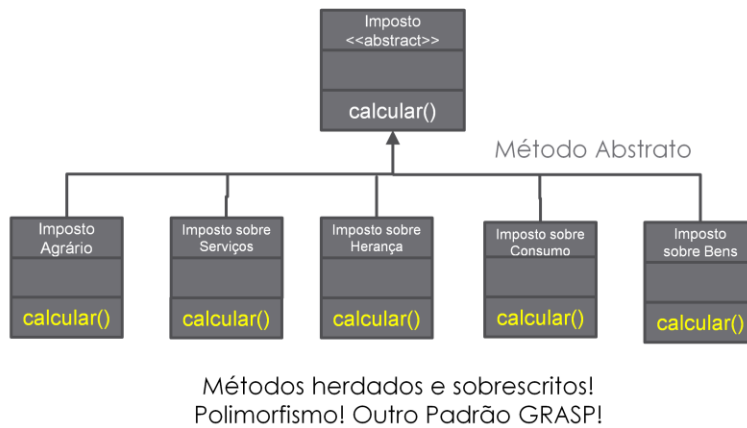 Imposto
<<abstract>>
calcular()
Método Abstrato
Imposto
Agrário
calcular()
Imposto sobre
Serviços
calcular()
Imposto sobre
Herança
calcular()
Imposto sobre
Consumo
calcular()
Imposto
sobre Bens
calcular()
Métodos herdados e sobrescritos!
Polimorfismo! Outro Padrão GRASP!